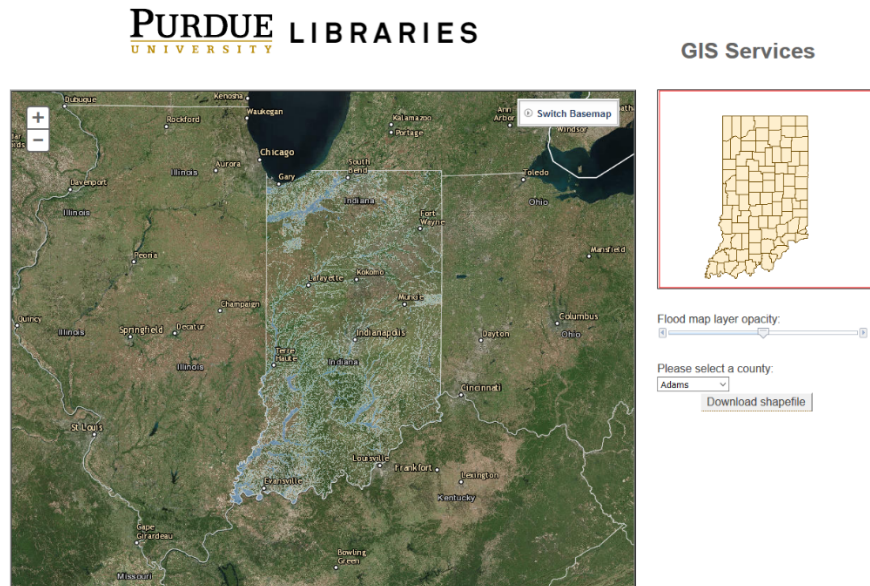 PURDUE LIBRARIES
UNIVERSITY
GIS Services
Switch Basemap
+
−
Dubuque
Kenosha
Waukegan
Rockford
Kalamazoo
Portage
Ann
Arbor
Windsor
Chicago
Aurora
Illinois
Gary
South
Bend
Toledo
Ohio
Davenport
Illinois
Indiana
Fort
Wayne
Mansfield
Peoria
Lafayette
Kokomo
Muncie
Champaign
Quincy
Illinois
Springfield
Decatur
Indianapolis
Columbus
Ohio
Dayton
Terre
Haute
Indiana
Illinois
Cincinnati
St Louis
Louisville
Frankfort
Lexington
Evansville
Kentucky
Cape
Girardeau
Bowling
Green
Missouri
Flood map layer opacity:
Please select a county:
Adams
Download shapefile